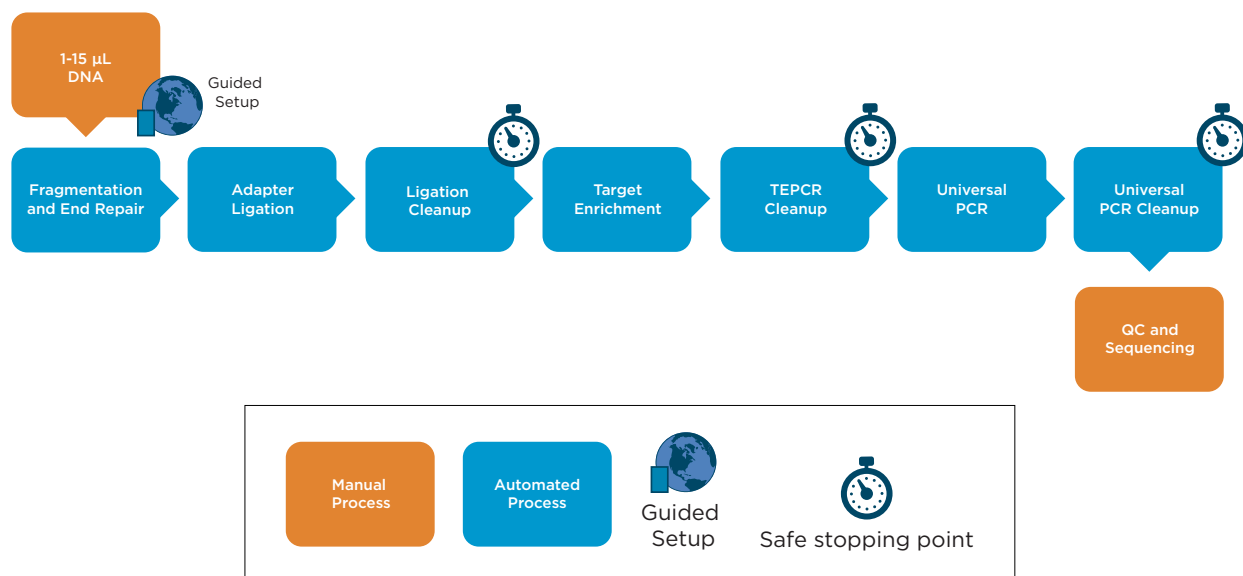 1-15 µL
DNA
Guided
Setup
Fragmentation
and End Repair
Adapter
Ligation
Ligation
Cleanup
Target
Enrichment
TEPCR
Cleanup
Universal
PCR
Universal
PCR Cleanup
QC and
Sequencing
Manual
Process
Automated
Process
Guided
Setup
Safe stopping point